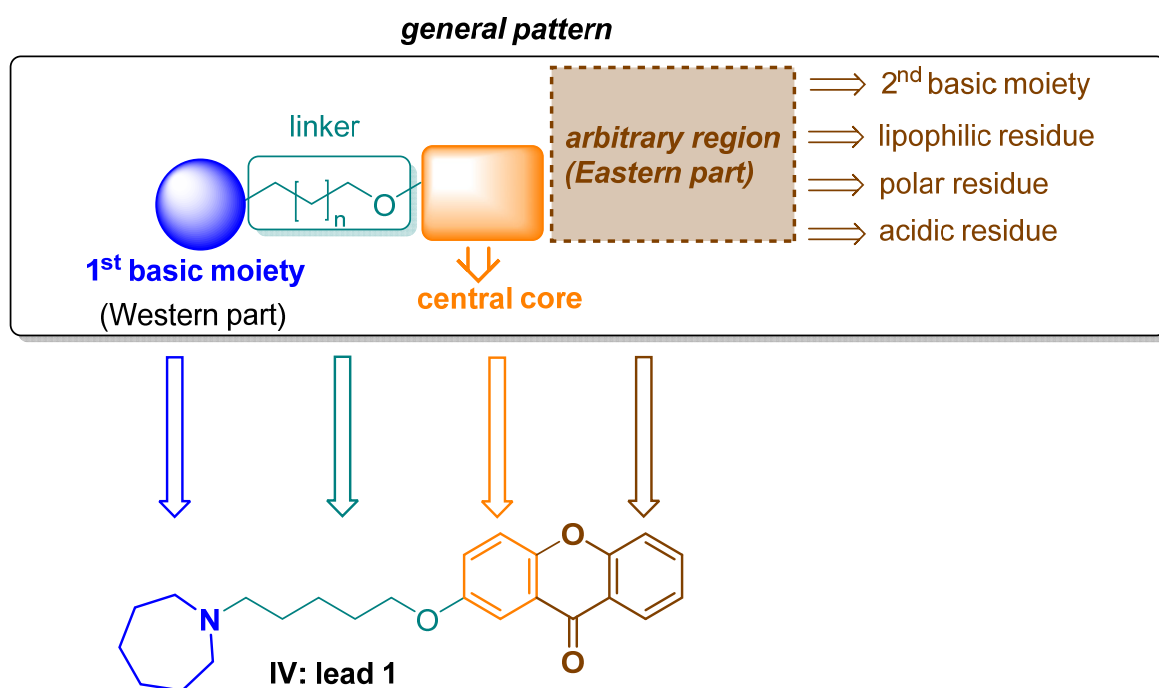 general pattern
2nd basic moiety
linker
arbitrary region
(Eastern part)
lipophilic residue
polar residue
acidic residue
n
O
1st basic moiety
(Western part)
central core
O
N
O
O
IV: lead 1